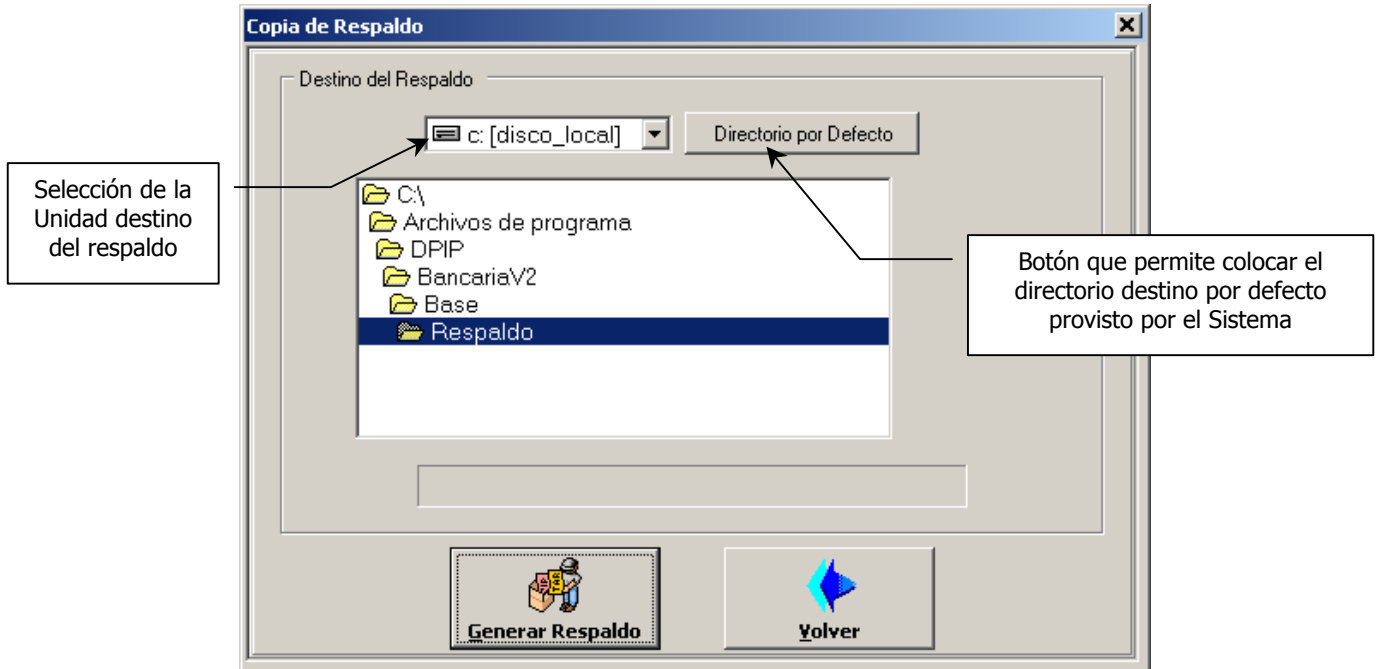 Copia de Respaldo
Destino del Respaldo
c: [disco_local]
Directorio por Defecto
Selección de la
Unidad destino
del respaldo
C:\
Archivos de programa
DPIP
BancariaV2
Base
Respaldo
Botón que permite colocar el
directorio destino por defecto
provisto por el Sistema
Generar Respaldo
Volver